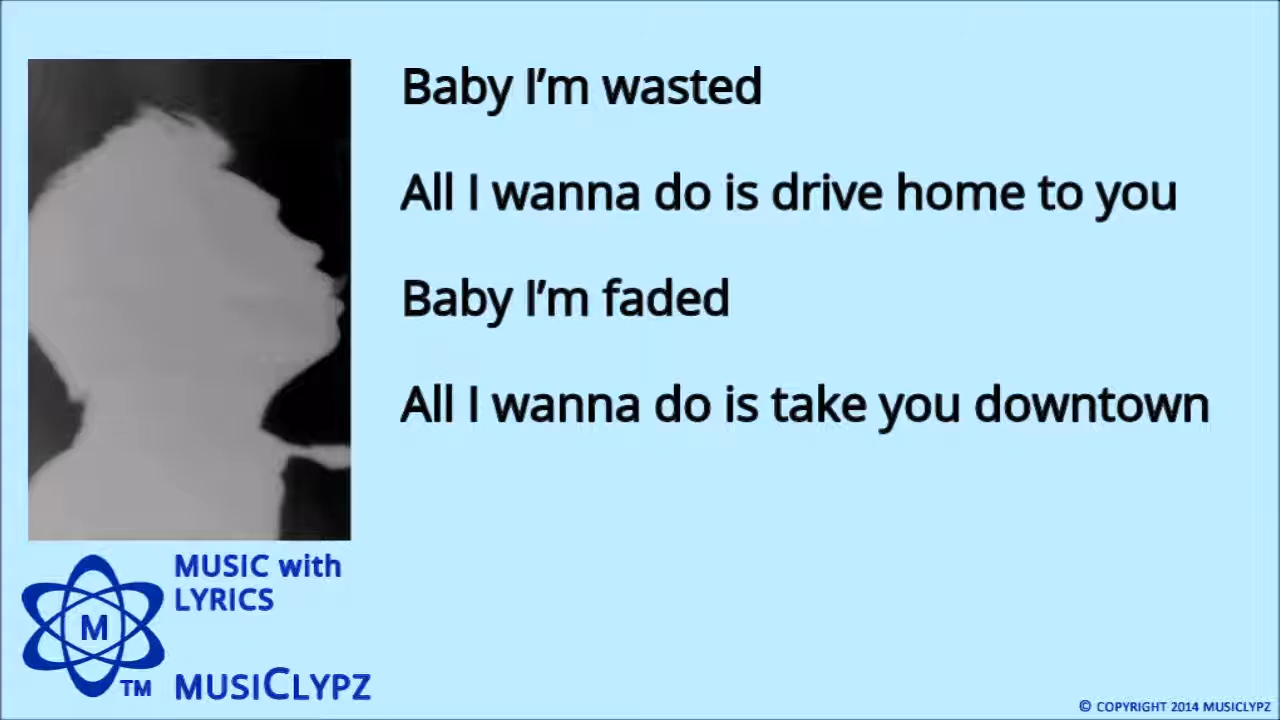 Baby I’m wasted
All I wanna do is drive home to you
Baby I’m faded
All I wanna do is take you downtown
MUSIC with
LYRICS
M
TM
MUSICLYPZ
© COPYRIGHT 2014 MUSICLYPZ